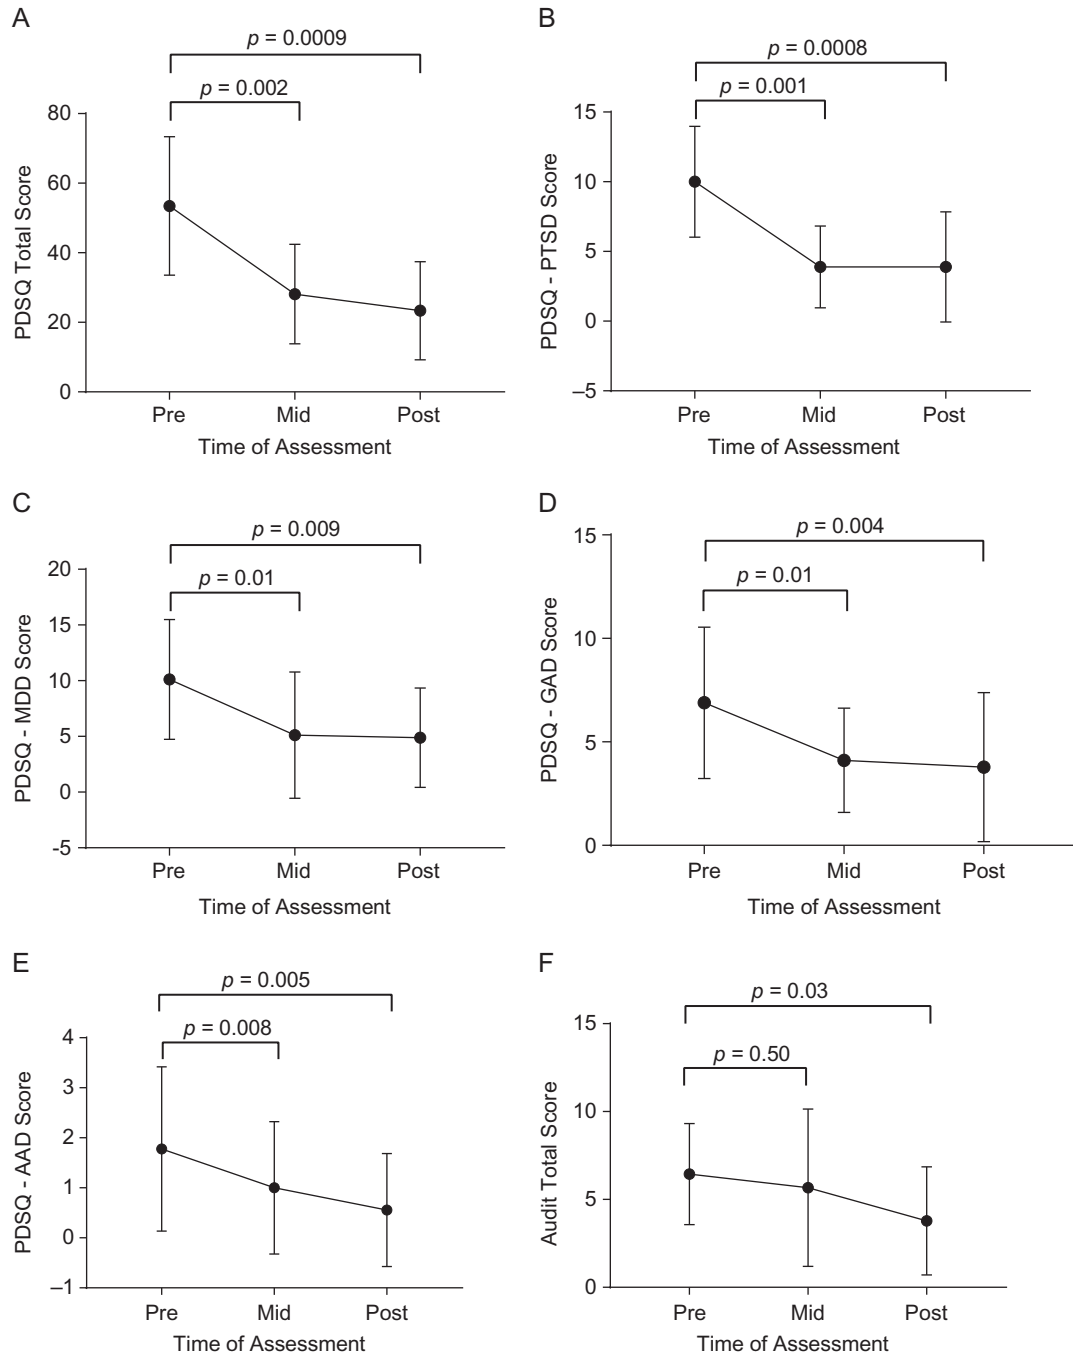 A
p = 0.0009
p = 0.002
80
60
40
20
0
PDSQ Total Score
Pre Mid Post
Time of Assessment
B
p = 0.0008
p = 0.001
15
10
5
0
–5
PDSQ - PTSD Score
Pre Mid Post
Time of Assessment
C
p = 0.009
p = 0.01
20
15
10
5
0
-5
PDSQ - MDD Score
Pre Mid Post
Time of Assessment
D
p = 0.004
p = 0.01
15
10
5
0
PDSQ - GAD Score
Pre Mid Post
Time of Assessment
E
p = 0.005
p = 0.008
4
3
2
1
0
–1
PDSQ - AAD Score
Pre Mid Post
Time of Assessment
F
p = 0.03
p = 0.50
15
10
5
0
Audit Total Score
Pre Mid Post
Time of Assessment